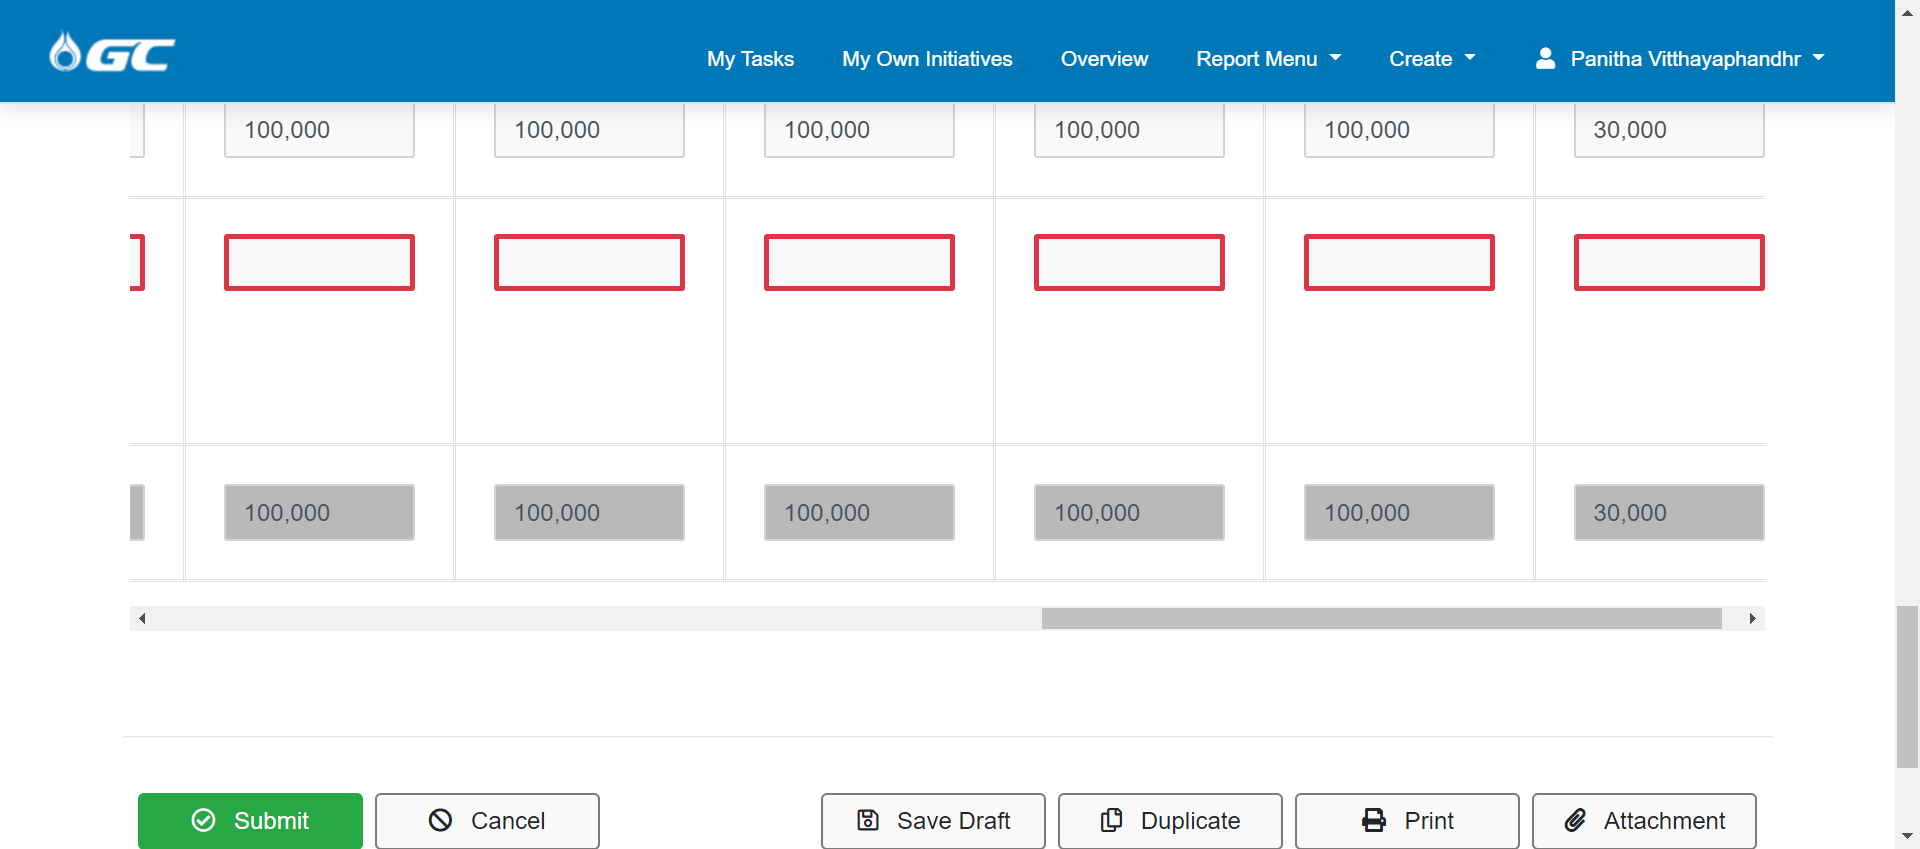 GC
My Tasks My Own Initiatives Overview Report Menu Create Panitha Vitthayaphandhr
100,000 100,000 100,000 100,000 100,000 30,000
100,000 100,000 100,000 100,000 100,000 30,000
Submit Cancel Save Draft Duplicate Print Attachment